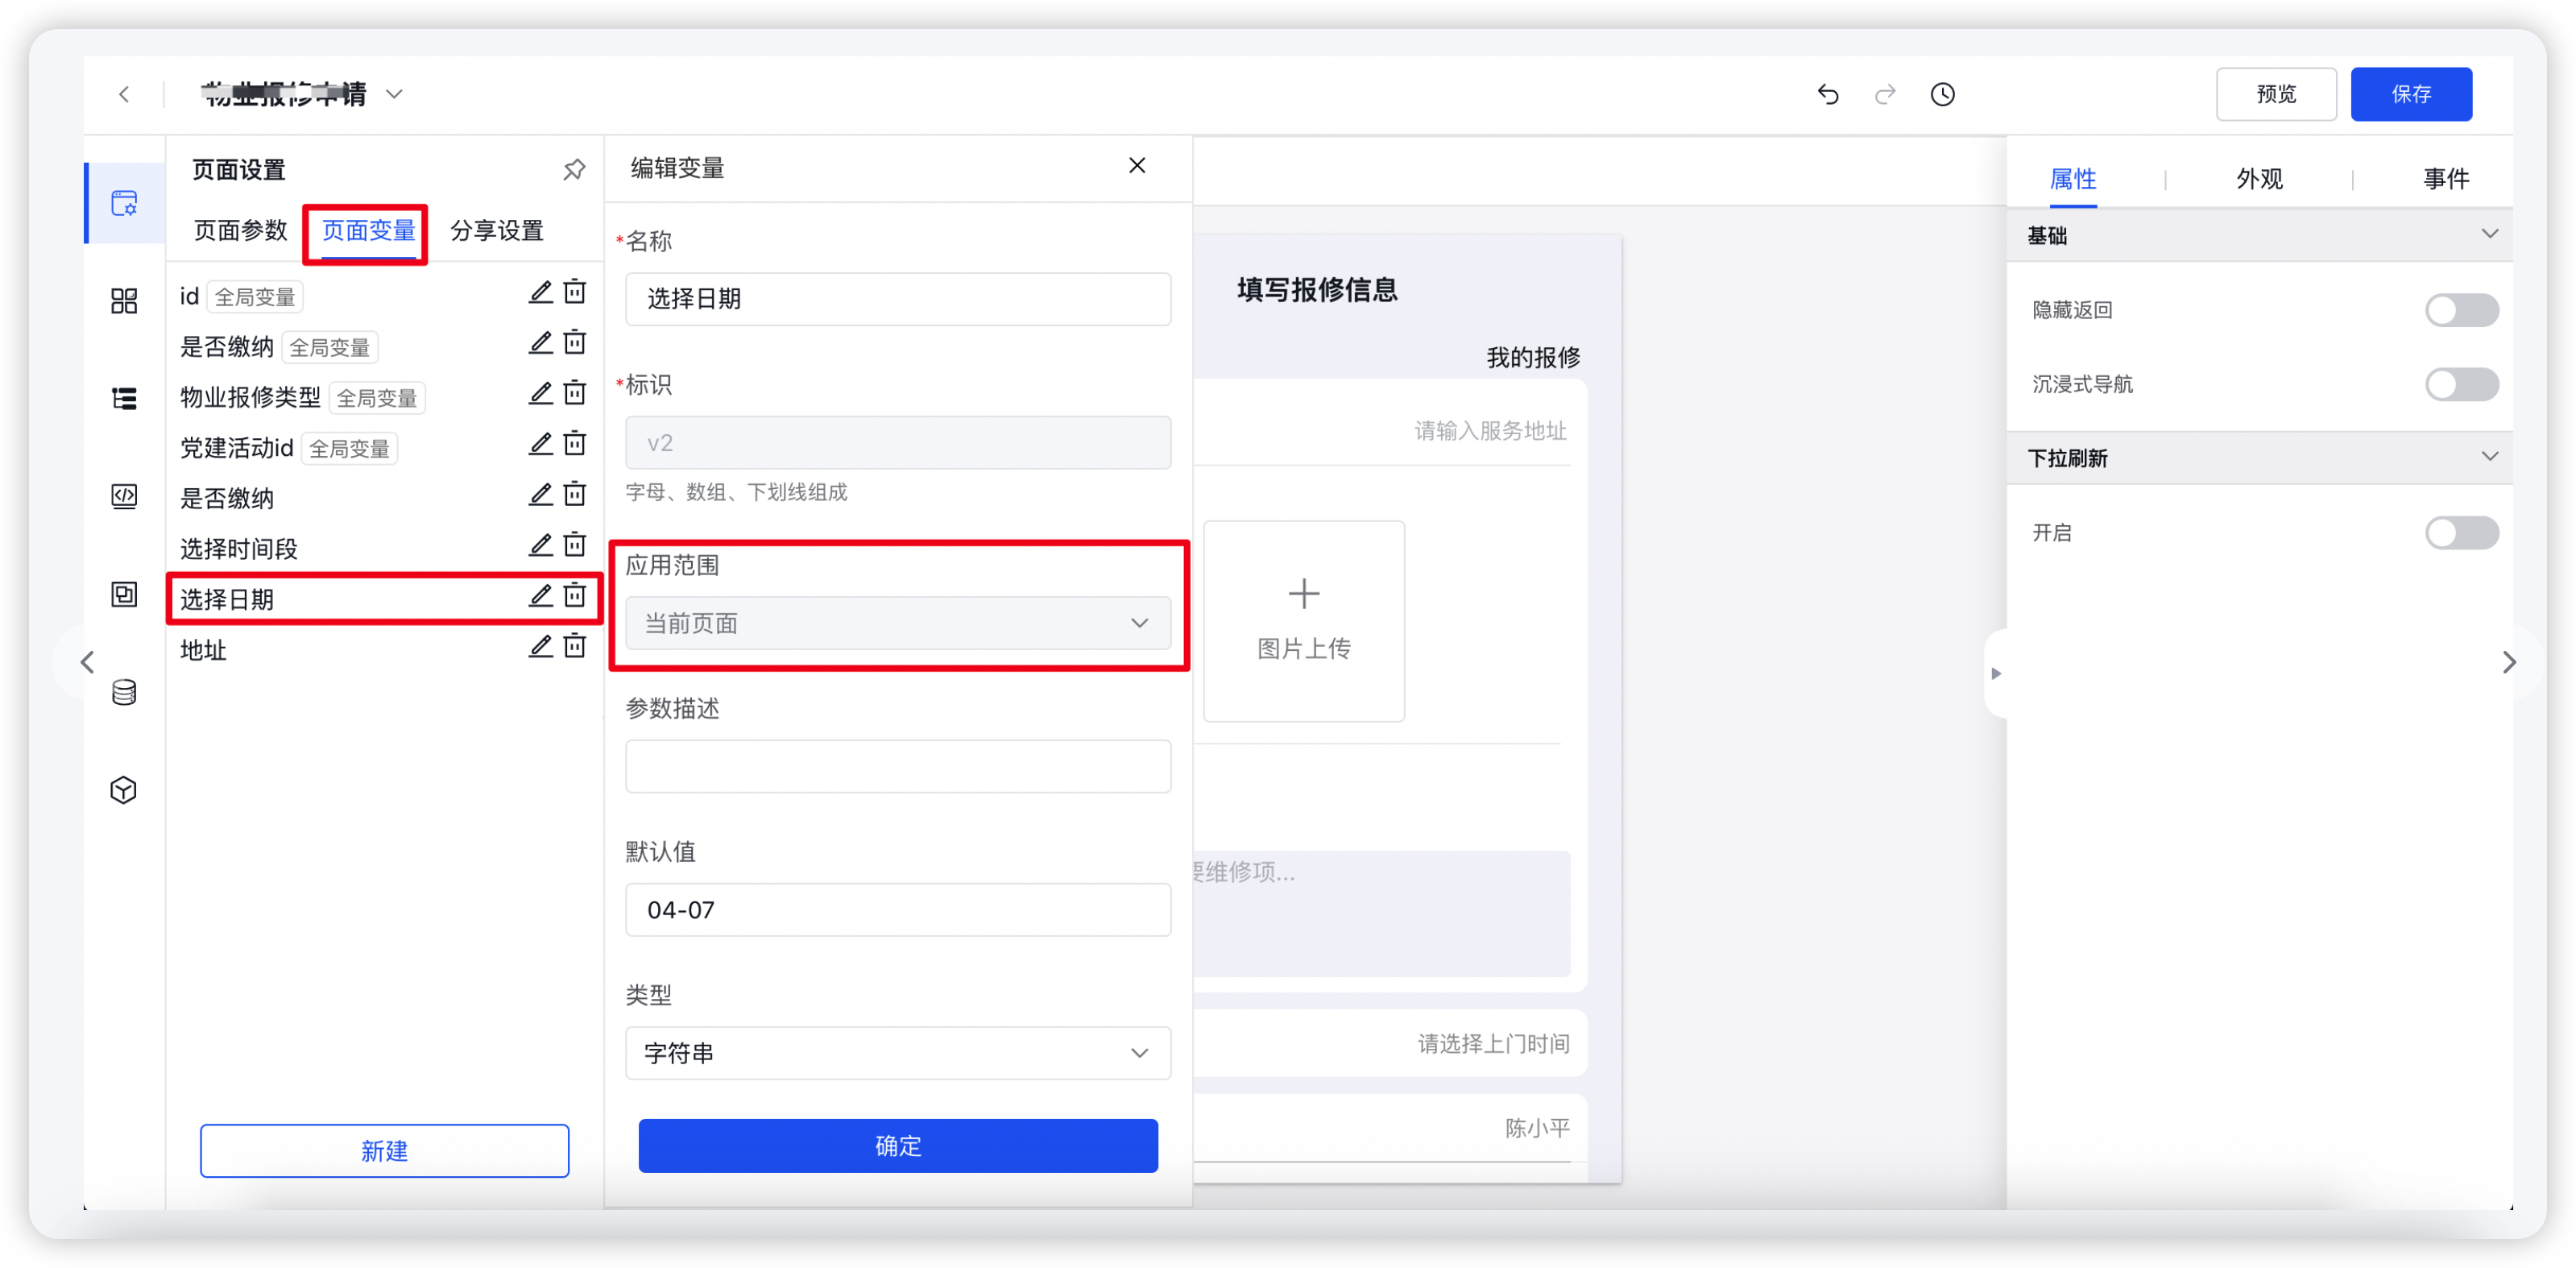 物业报修申请
预览
保存
页面设置
页面参数
页面变量
分享设置
id 全局变量
是否缴纳 全局变量
物业报修类型 全局变量
党建活动id 全局变量
是否缴纳
选择时间段
选择日期
地址
新建
编辑变量
*名称
选择日期
*标识
v2
字母、数组、下划线组成
应用范围
当前页面
参数描述
默认值
04-07
类型
字符串
确定
填写报修信息
我的报修
请输入服务地址
图片上传
要维修项...
请选择上门时间
陈小平
属性
外观
事件
基础
隐藏返回
沉浸式导航
下拉刷新
开启